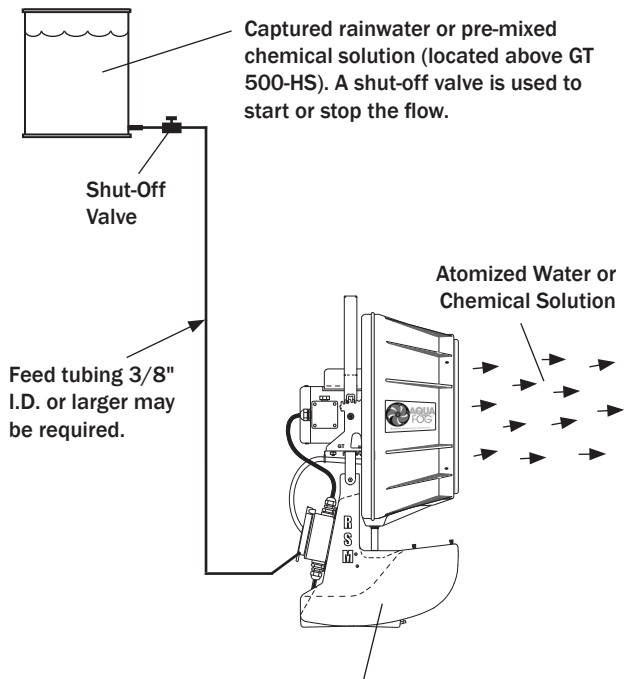 Captured rainwater or pre-mixed
chemical solution (located above GT
500-HS). A shut-off valve is used to
start or stop the flow.
Shut-Off
Valve
Atomized Water or
Chemical Solution
Feed tubing 3/8"
I.D. or larger may
be required.
AQUA
FOG
GT
R
S
M